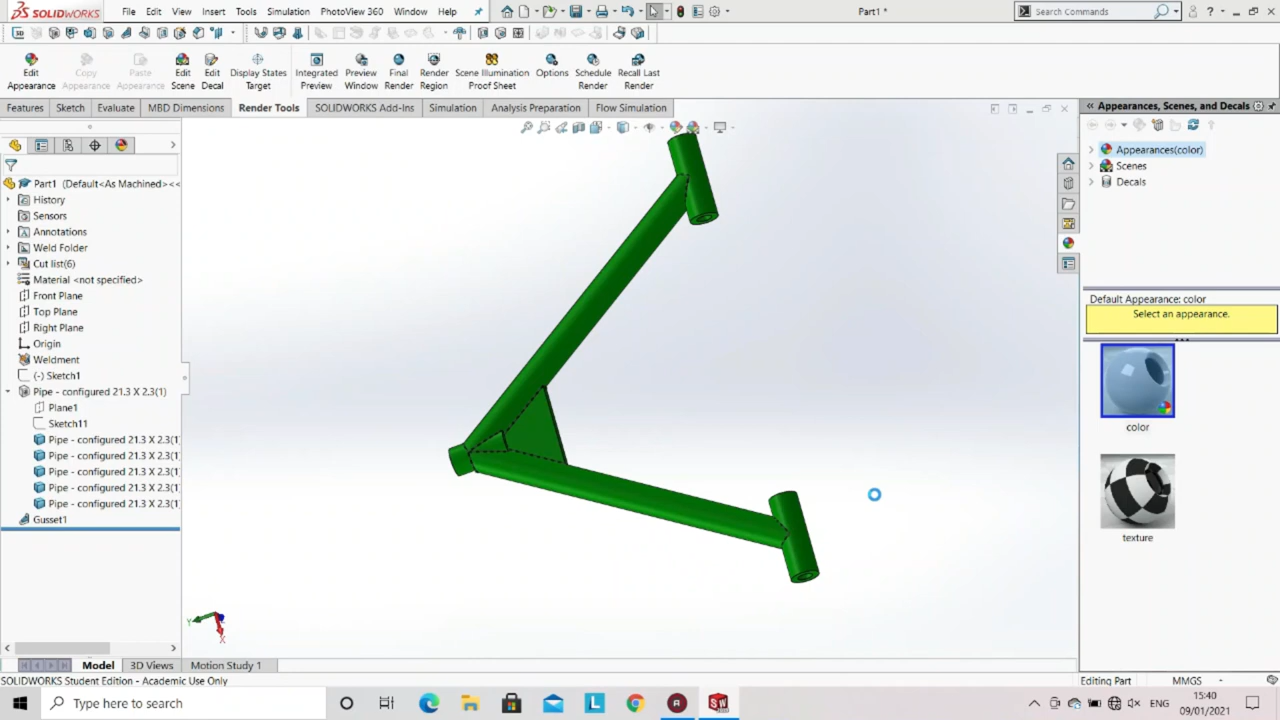 SOLIDWORKS File Edit View Insert Tools Simulation PhotoView 360 Window Help Part1 * Search Commands
Edit Appearance
Copy Appearance
Paste Appearance
Edit Scene
Edit Decal
Display States Target
Integrated Preview
Preview Window
Final Render
Render Region
Scene Illumination Proof Sheet
Options
Schedule Render
Recall Last Render
Features Sketch Evaluate MBD Dimensions Render Tools SOLIDWORKS Add-Ins Simulation Analysis Preparation Flow Simulation
Part1 (Default<As Machined><<
History
Sensors
Annotations
Weld Folder
Cut list(6)
Material <not specified>
Front Plane
Top Plane
Right Plane
Origin
Weldment
(-) Sketch1
Pipe - configured 21.3 X 2.3(1)
Plane1
Sketch11
Pipe - configured 21.3 X 2.3(1)
Pipe - configured 21.3 X 2.3(1)
Pipe - configured 21.3 X 2.3(1)
Pipe - configured 21.3 X 2.3(1)
Pipe - configured 21.3 X 2.3(1)
Gusset1
Y
X
Appearances, Scenes, and Decals
Appearances(color)
Scenes
Decals
Default Appearance: color
Select an appearance.
color
texture
Model 3D Views Motion Study 1
SOLIDWORKS Student Edition - Academic Use Only Editing Part MMGS
Type here to search
ENG
15:40
09/01/2021